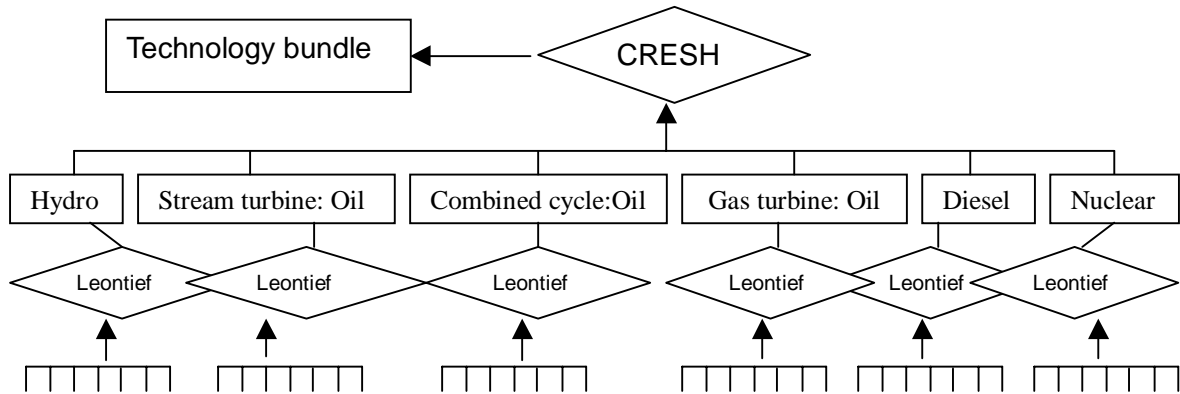 Technology bundle
CRESH
Hydro
Stream turbine: Oil
Combined cycle:Oil
Gas turbine: Oil
Diesel
Nuclear
Leontief
Leontief
Leontief
Leontief
Leontief
Leontief